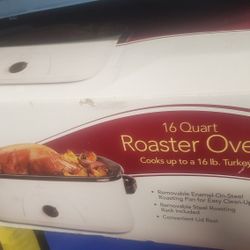 16 Quart
Roaster Ove
Cooks up to a 16 lb. Turkey
• Removable Enamel-On-Steel
Roasting Pan for Easy Clean-Up
• Removable Steel Roasting
Rack Included
• Convenient Lid Rest